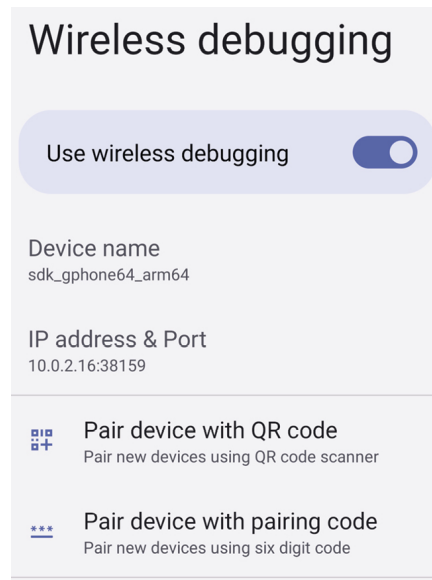 Wireless debugging
Use wireless debugging
Device name
sdk_gphone64_arm64
IP address & Port
10.0.2.16:38159
Pair device with QR code
Pair new devices using QR code scanner
Pair device with pairing code
Pair new devices using six digit code